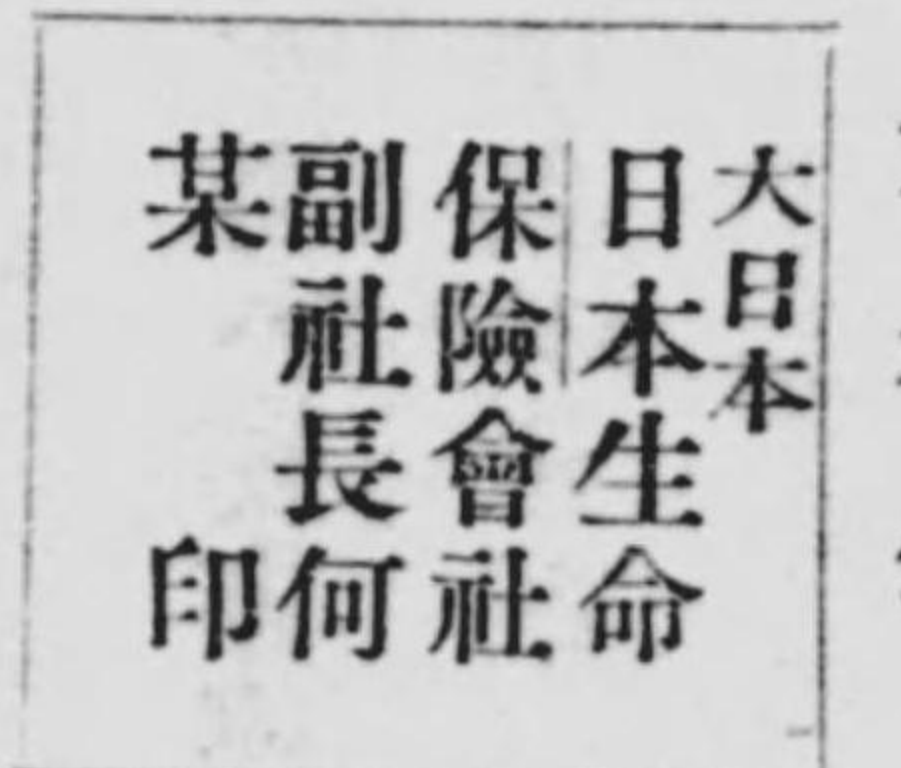 大日本
日本生命
保險會社
副社長何
某　印